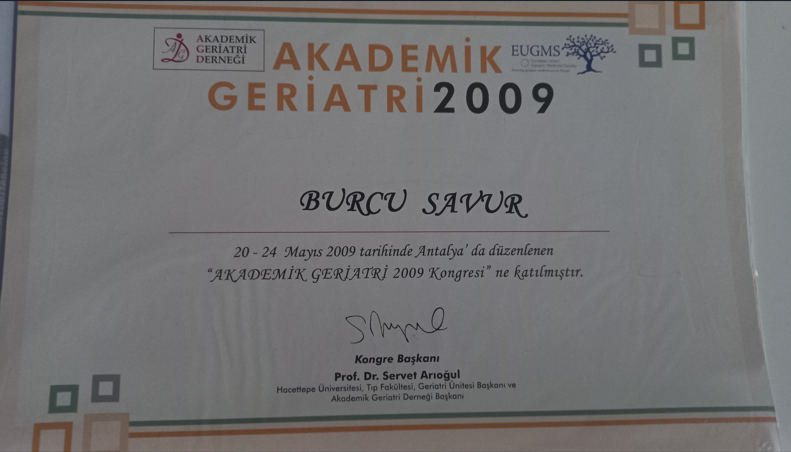 AKADEMİK
GERİATRİ
DERNEĞİ
AKADEMİK
GERİATRİ2009
EUGMS
BURCU SAVUR
20 - 24 Mayıs 2009 tarihinde Antalya' da düzenlenen
“AKADEMİK GERİATRİ 2009 Kongresi” ne katılmıştır.
Kongre Başkanı
Prof. Dr. Servet Arıoğul
Hacettepe Üniversitesi, Tıp Fakültesi, Geriatri Ünitesi Başkanı ve
Akademik Geriatri Derneği Başkanı